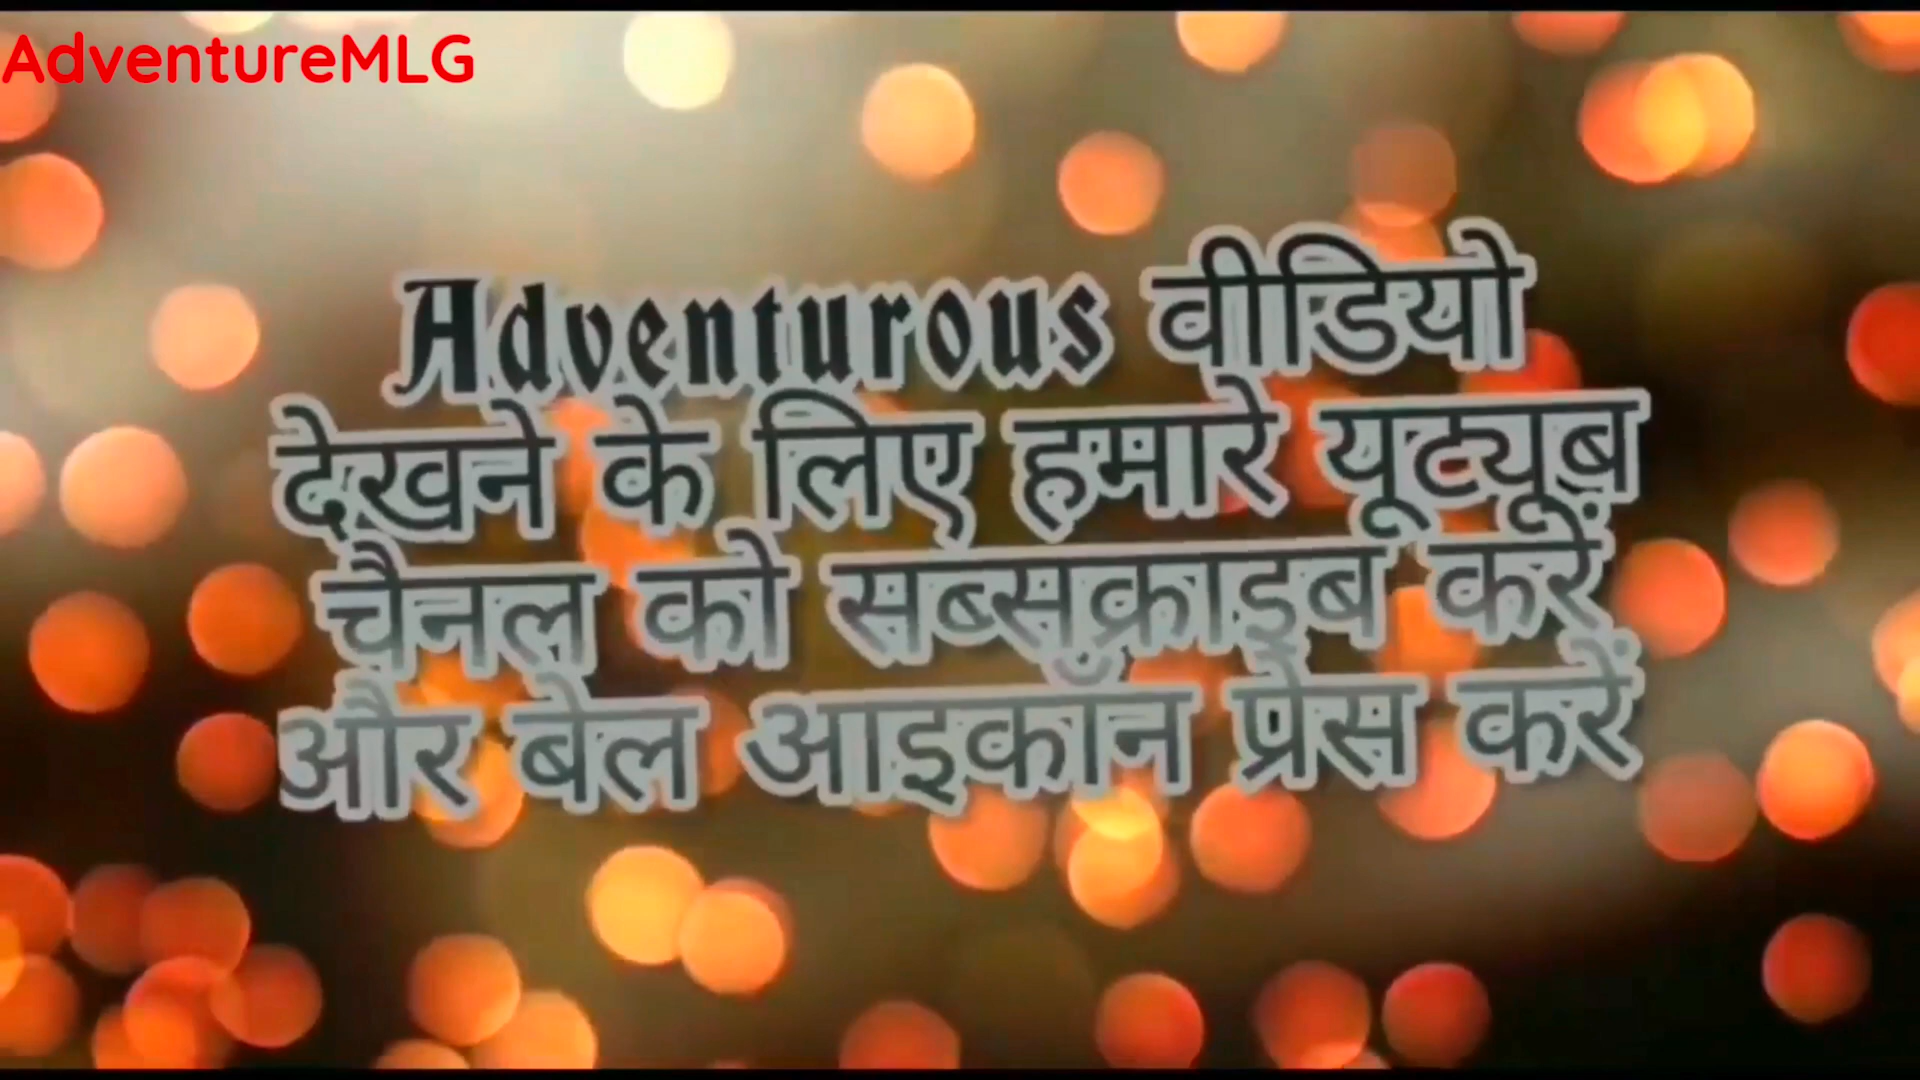 AdventureMLG
Adventurous वीडियो
देखने के लिए हमारे यूट्यूब
चैनल को सब्सक्राइब करें
और बेल आइकॉन प्रेस करें